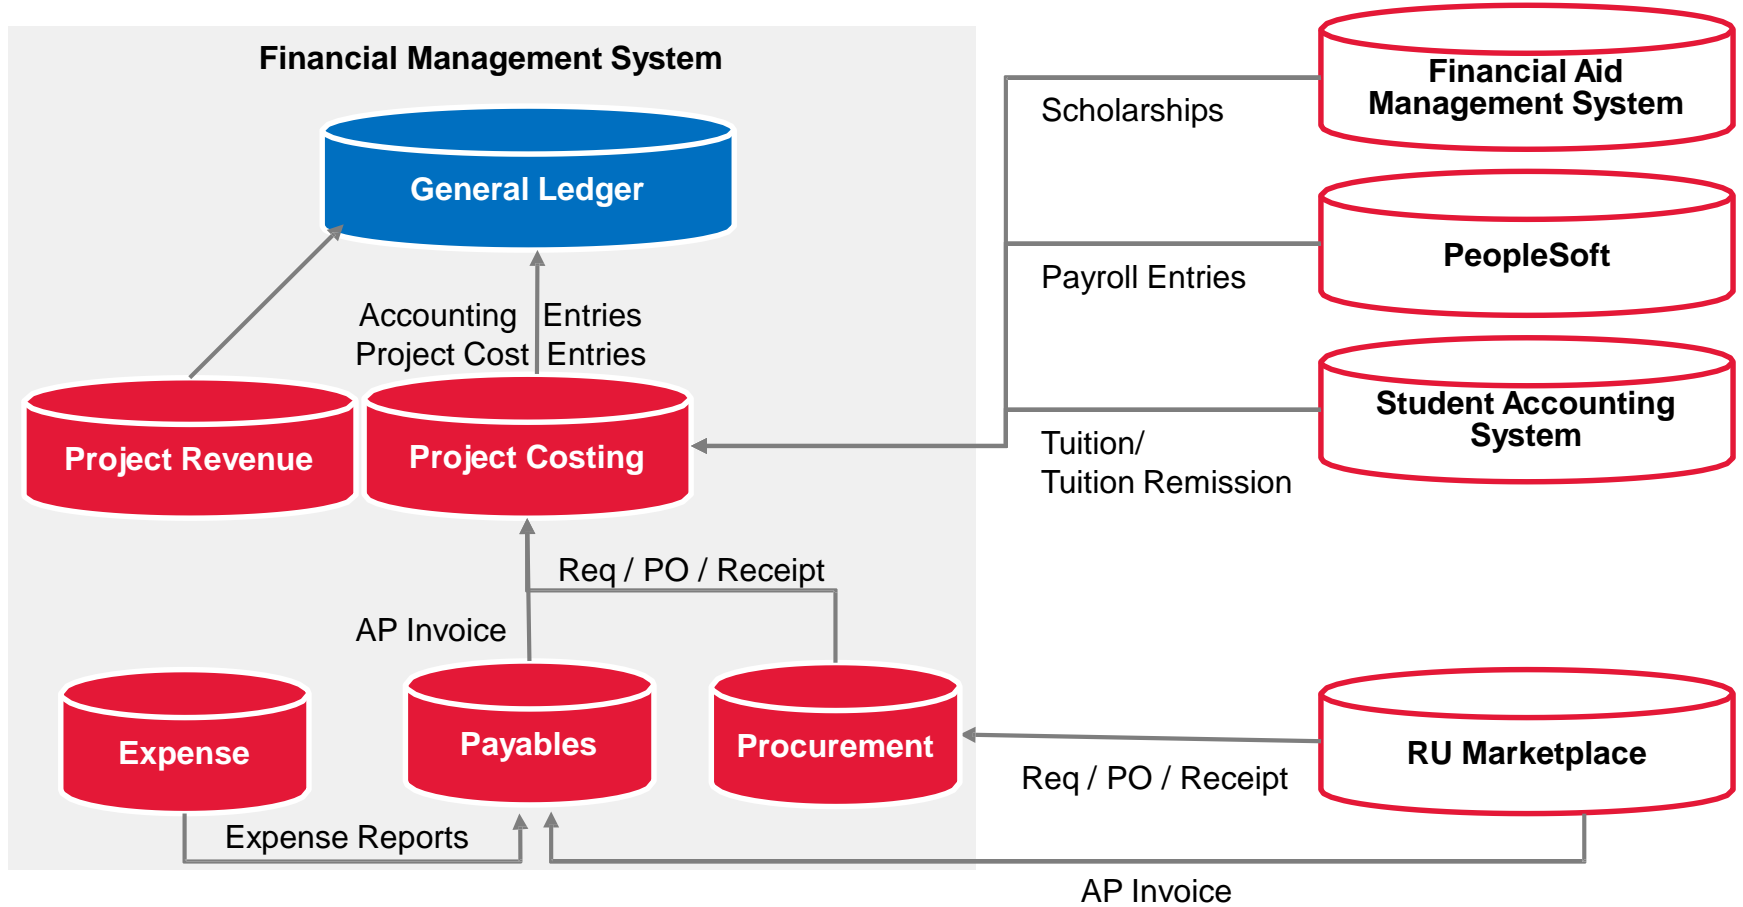 Financial Management System
General Ledger
Accounting Entries
Project Cost Entries
Project Revenue
Project Costing
Req / PO / Receipt
AP Invoice
Expense
Payables
Procurement
Expense Reports
Financial Aid
Management System
Scholarships
PeopleSoft
Payroll Entries
Student Accounting
System
Tuition/
Tuition Remission
RU Marketplace
Req / PO / Receipt
AP Invoice